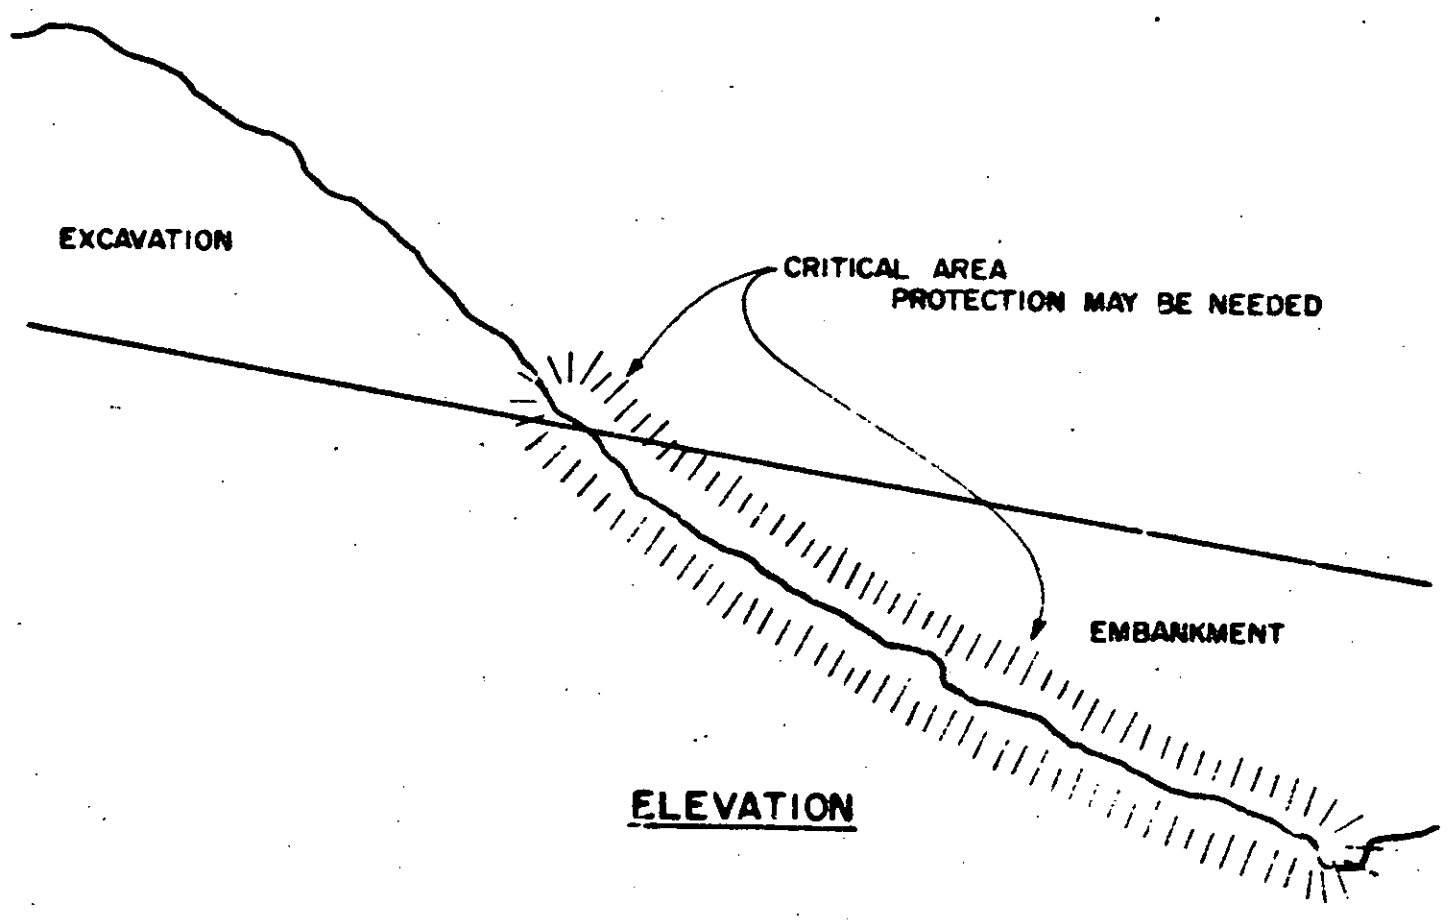 EXCAVATION
CRITICAL AREA
PROTECTION MAY BE NEEDED
EMBANKMENT
ELEVATION